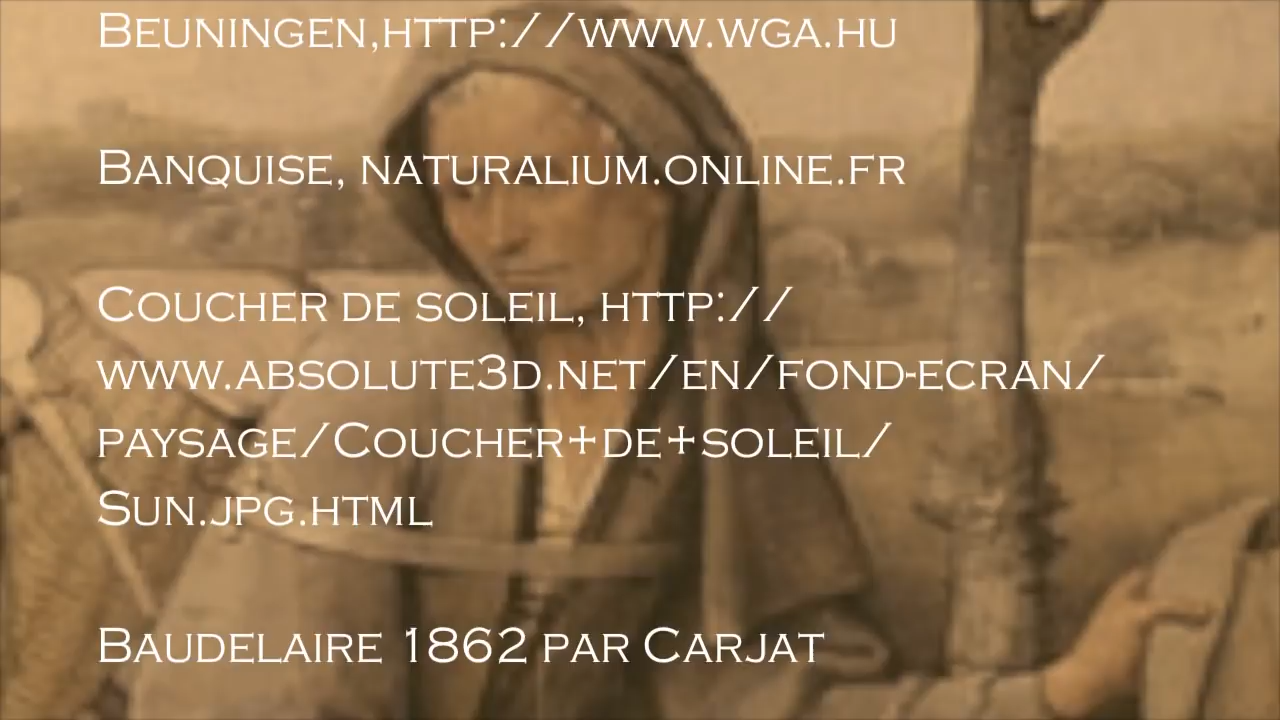 Beuningen,http://www.wga.hu
Banquise, naturalium.online.fr
Coucher de soleil, http://
www.absolute3d.net/en/fond-ecran/
paysage/Coucher+de+soleil/
Sun.jpg.html
Baudelaire 1862 par Carjat